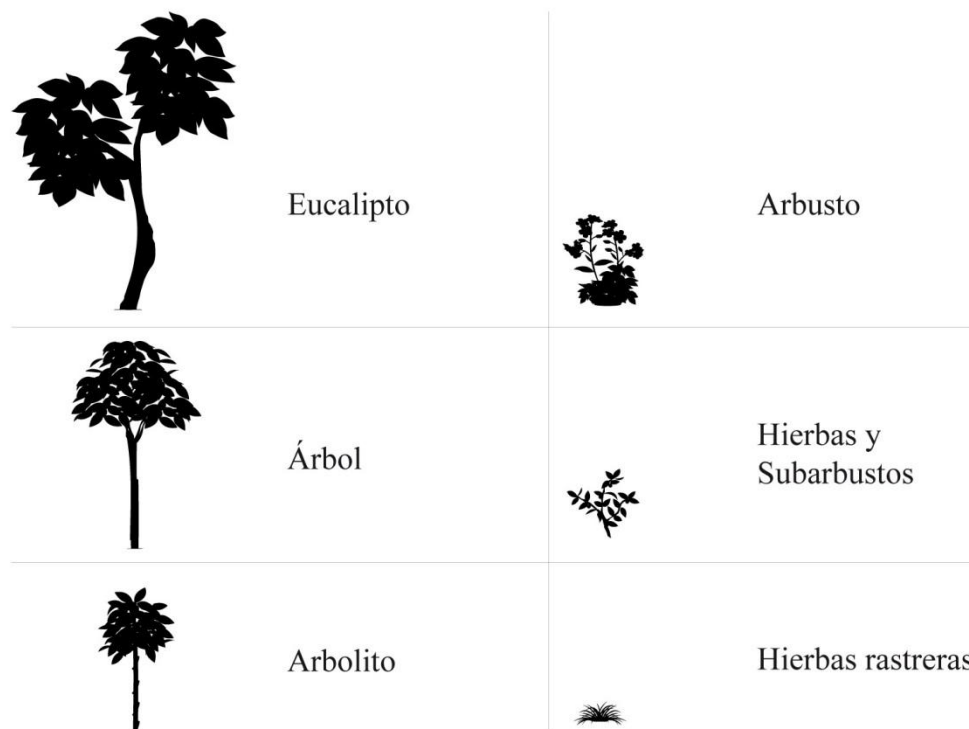 Eucalipto
Arbusto
Árbol
Hierbas y
Subarbustos
Arbolito
Hierbas rastreras